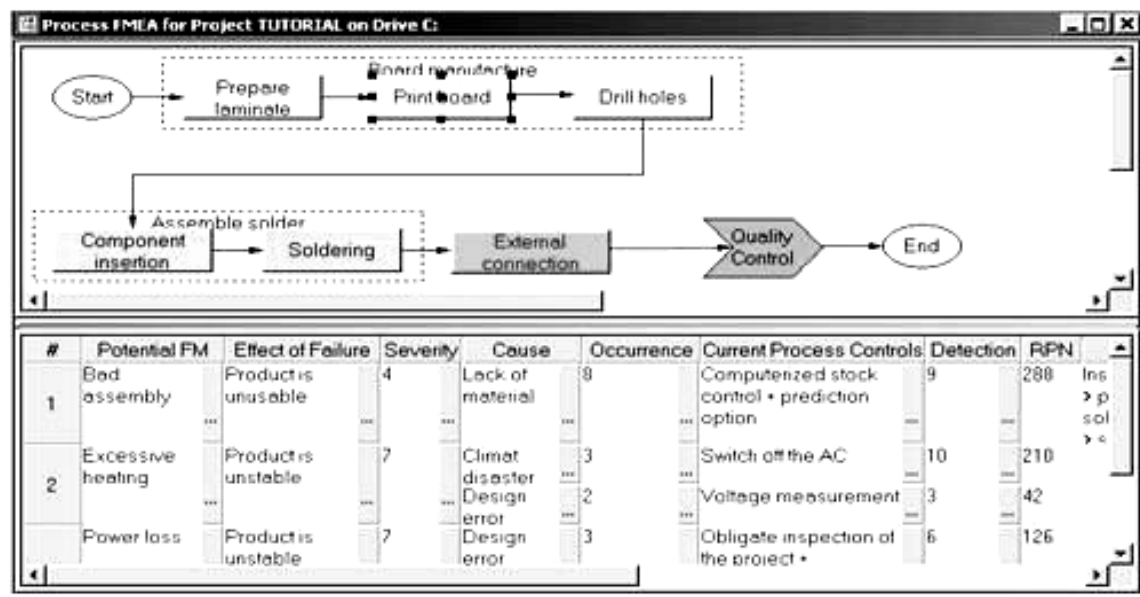 Process FMEA for Project TUTORIAL on Drive C:
Board manufacture
Start
Prepare
laminate
Print board
Drill holes
Assemble solder
Component
insertion
Soldering
External
connection
Quality
Control
End
# Potential FM Effect of Failure Severity Cause Occurrence Current Process Controls Detection RPN
1
Bad
assembly
...
Product is
unusable
...
4
...
Lack of
material
...
8
...
Computerized stock
control + prediction
option
...
9
...
288
Ins
> p
sol
2
Excessive
heating
...
Product is
unstable
...
7
...
Climat
disaster
...
3
...
Switch off the AC
...
10
...
210
Design
error
...
2
...
Voltage measurement
...
3
...
42
Power loss
Product is
unstable
7
Design
error
3
Obligate inspection of
the project +
6
126